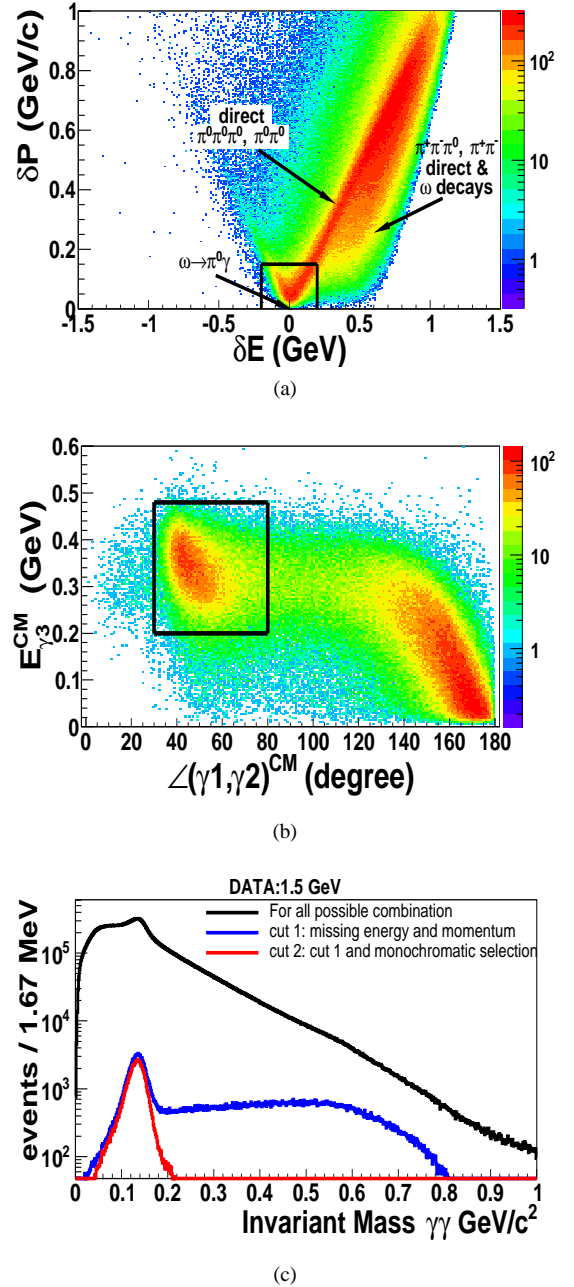 δP (GeV/c)
1
0.8
0.6
0.4
0.2
0
direct
π⁰π⁰π⁰, π⁰π⁰
π⁺π⁻π⁰, π⁺π⁻
direct &
ω decays
ω→π⁰γ
-1.5 -1 -0.5 0 0.5 1 1.5
δE (GeV)
10²
10
1
(a)
E_γ3^CM (GeV)
0.6
0.5
0.4
0.3
0.2
0.1
0
0 20 40 60 80 100 120 140 160 180
∠(γ1,γ2)^CM (degree)
10²
10
1
(b)
DATA:1.5 GeV
For all possible combination
cut 1: missing energy and momentum
cut 2: cut 1 and monochromatic selection
events / 1.67 MeV
10⁵
10⁴
10³
10²
0 0.1 0.2 0.3 0.4 0.5 0.6 0.7 0.8 0.9 1
Invariant Mass γγ GeV/c²
(c)